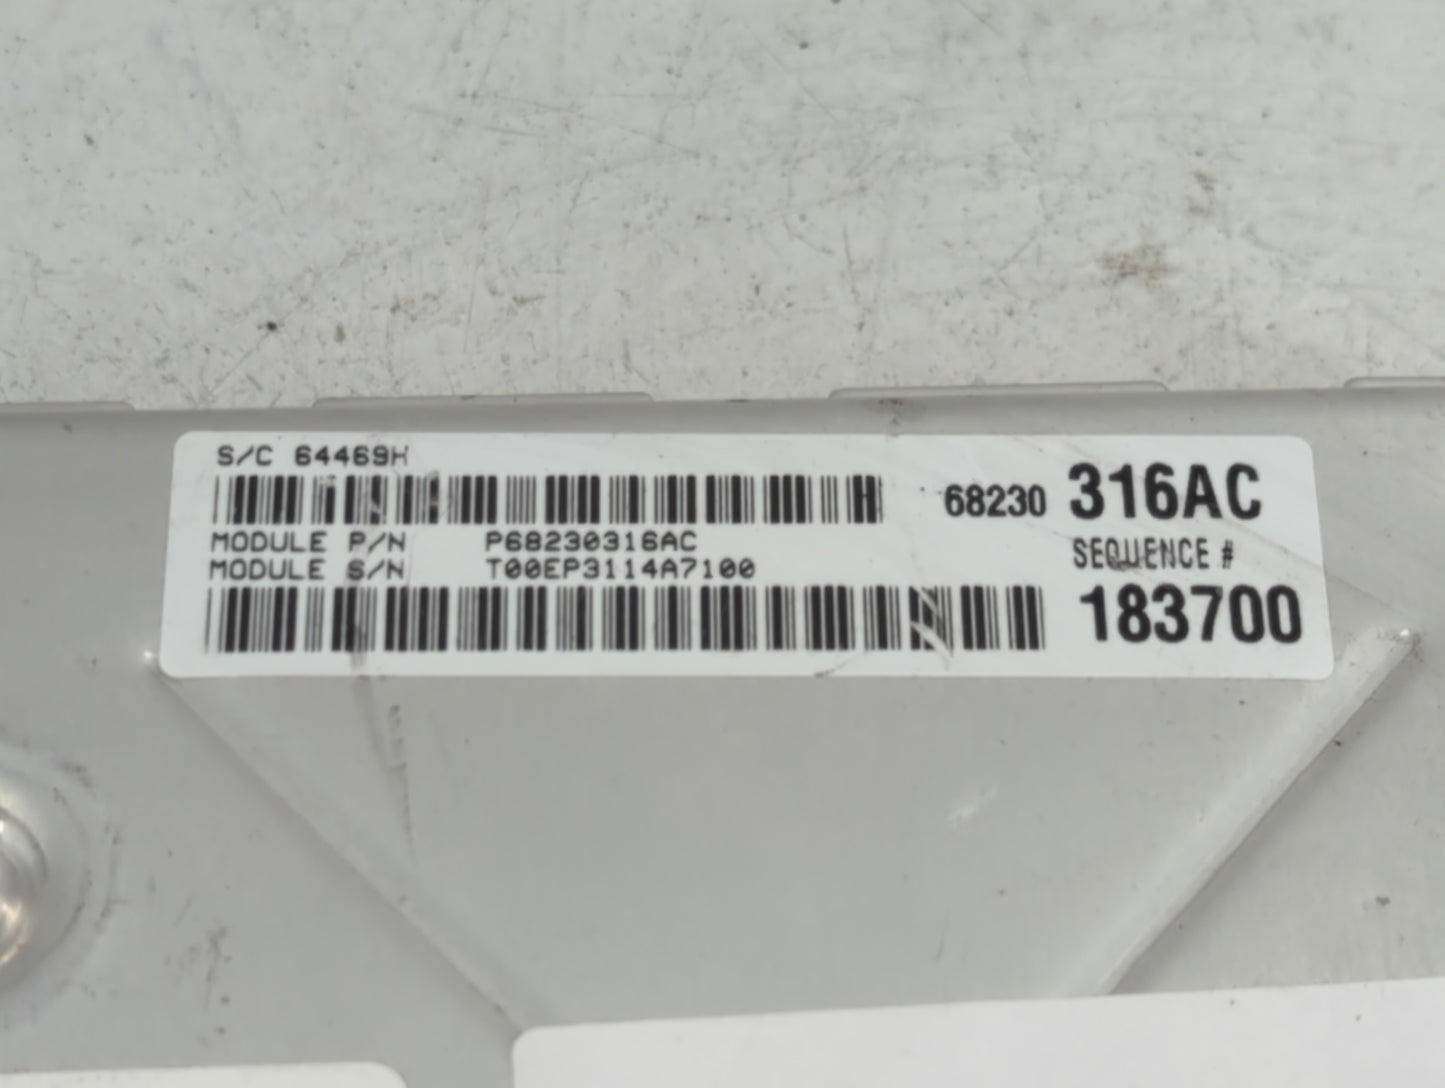 S/C 64469H
68230 316AC
MODULE P/N P68230316AC
MODULE S/N T00EP3114A7100
SEQUENCE #
183700